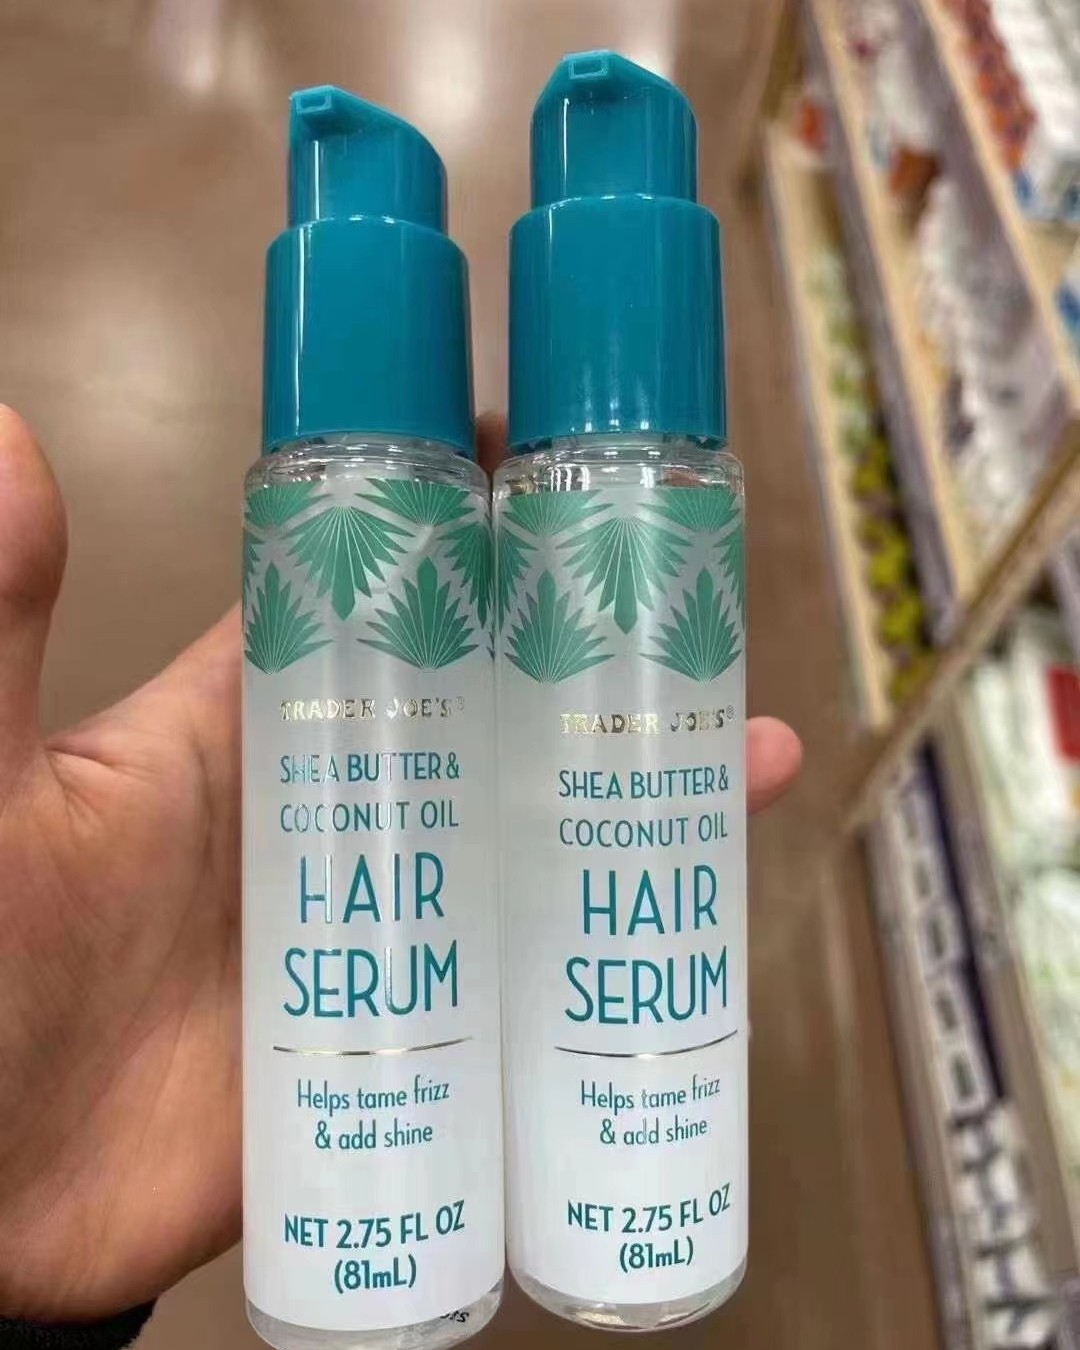 TRADER JOE'S®
SHEA BUTTER &
COCONUT OIL
HAIR
SERUM
Helps tame frizz
& add shine
NET 2.75 FL OZ
(81mL)
TRADER JOE'S®
SHEA BUTTER &
COCONUT OIL
HAIR
SERUM
Helps tame frizz
& add shine
NET 2.75 FL OZ
(81mL)